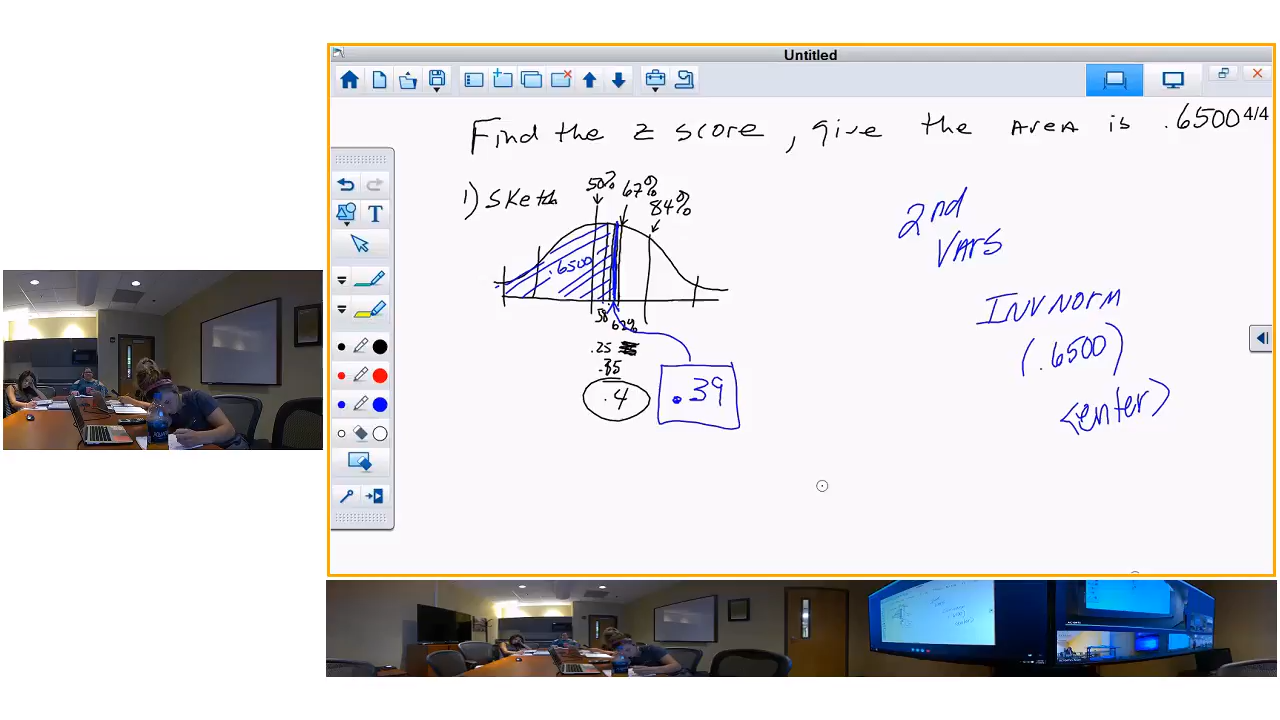 Untitled
Find the z score, give the AREA is .6500
4/4
1) Sketch
50%
67%
84%
.6500
58
62%
.25
.35
.4
.39
2nd
VARS
INVNORM
(.6500)
<enter>
T